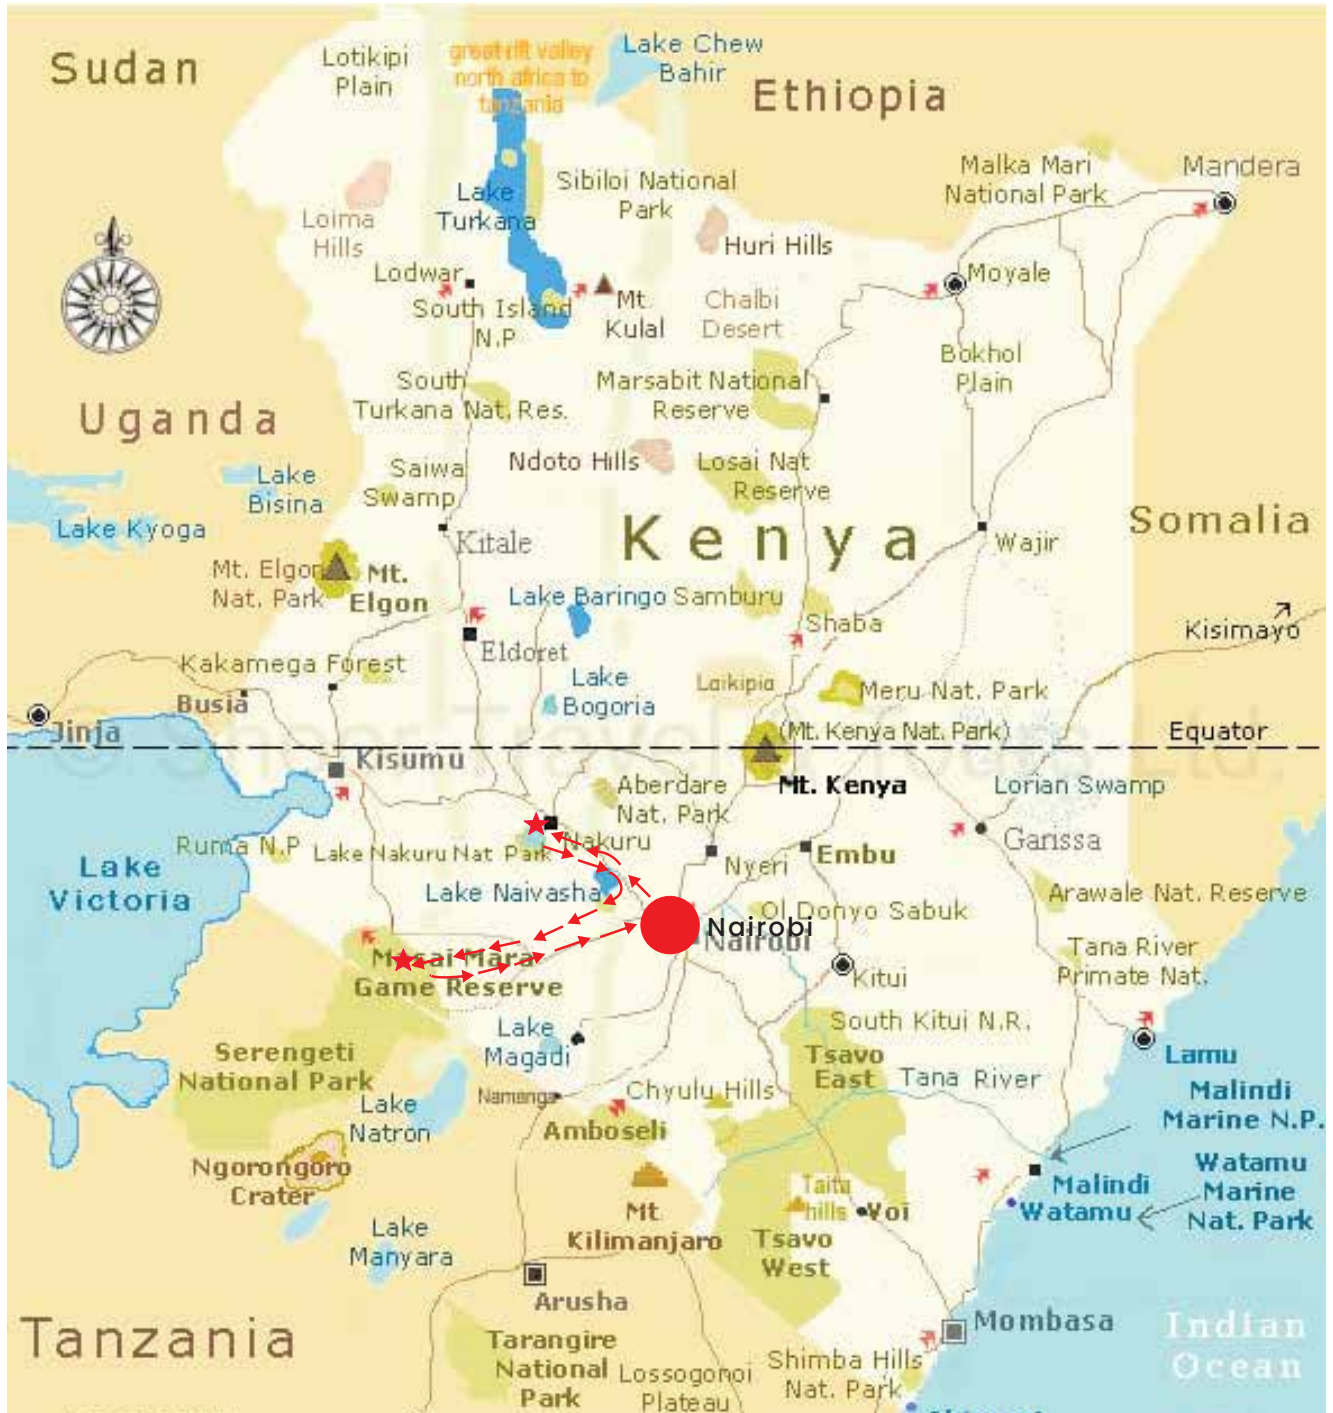 Sudan
Lotikipi
Plain
great rift valley
north africa to
tanzania
Lake Chew
Bahir
Ethiopia
Malka Mari
National Park
Mandera
Lake
Turkana
Sibiloi National
Park
Loima
Hills
Huri Hills
Lodwar
Moyale
South Island
N.P
Mt.
Kulal
Chalbi
Desert
Bokhol
Plain
South
Turkana Nat. Res.
Marsabit National
Reserve
Uganda
Lake
Bisina
Saiwa
Swamp
Ndoto Hills
Losai Nat
Reserve
Lake Kyoga
Kitale
Kenya
Wajir
Somalia
Mt. Elgon
Nat. Park
Mt.
Elgon
Lake Baringo
Samburu
Shaba
Kisimayo
Eldoret
Kakamega Forest
Lake
Bogoria
Laikipia
Meru Nat. Park
Busia
Jinja
(Mt. Kenya Nat. Park)
Equator
© Sheer Travel & Tours Ltd.
Kisumu
Mt. Kenya
Lorian Swamp
Aberdare
Nat. Park
Ruma N.P
Lake Nakuru Nat Park
Nakuru
Nyeri
Embu
Garissa
Lake
Victoria
Lake Naivasha
Arawale Nat. Reserve
Ol Donyo Sabuk
Nairobi
Nairobi
Masai Mara
Game Reserve
Kitui
Tana River
Primate Nat.
Lake
Magadi
South Kitui N.R.
Serengeti
National Park
Tsavo
East
Tana River
Lamu
Namanga
Chyulu Hills
Malindi
Marine N.P.
Lake
Natron
Amboseli
Ngorongoro
Crater
Taita
hills
Voi
Malindi
Watamu
Watamu
Marine
Nat. Park
Mt
Kilimanjaro
Lake
Manyara
Tsavo
West
Arusha
Mombasa
Tanzania
Indian
Ocean
Tarangire
National
Park
Lossogonoi
Plateau
Shimba Hills
Nat. Park